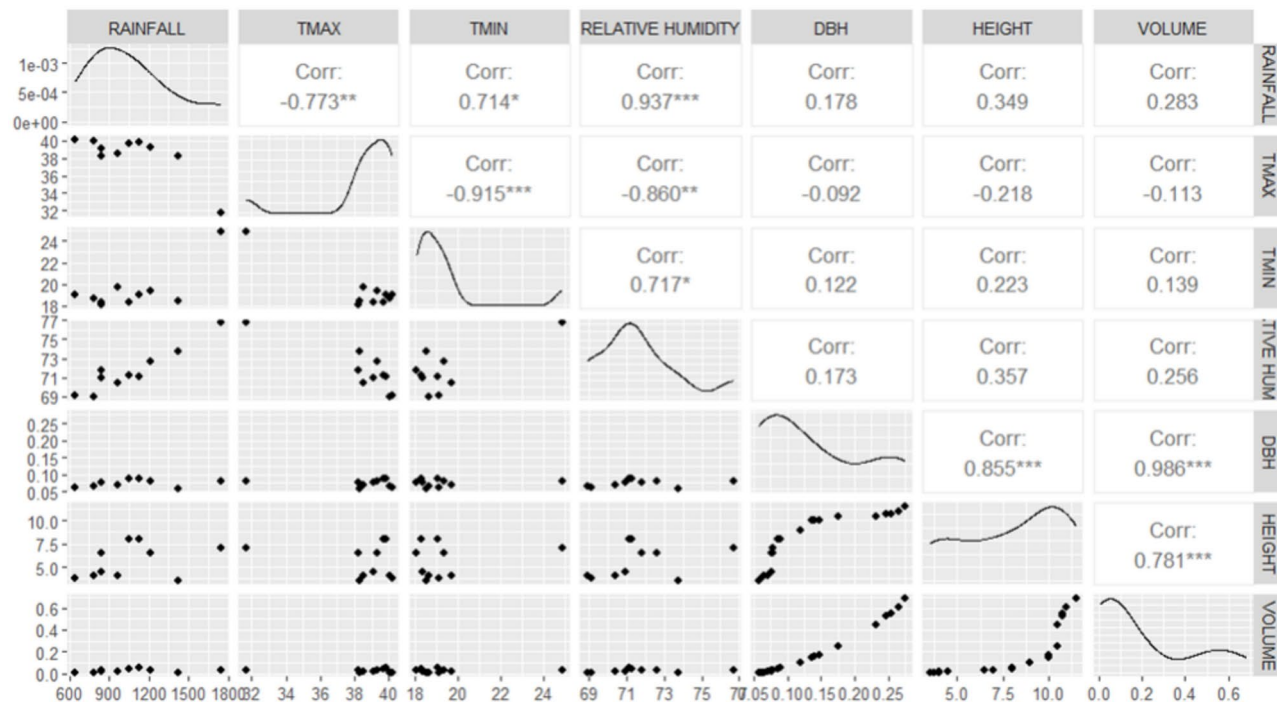 RAINFALL TMAX TMIN RELATIVE HUMIDITY DBH HEIGHT VOLUME
1e-03
5e-04
0e+00
Corr:
-0.773**
Corr:
0.714*
Corr:
0.937***
Corr:
0.178
Corr:
0.349
Corr:
0.283
RAINFALL
40
38
36
34
32
Corr:
-0.915***
Corr:
-0.860**
Corr:
-0.092
Corr:
-0.218
Corr:
-0.113
TMAX
24
22
20
18
Corr:
0.717*
Corr:
0.122
Corr:
0.223
Corr:
0.139
TMIN
77
75
73
71
69
Corr:
0.173
Corr:
0.357
Corr:
0.256
TIVE HUM
0.25
0.20
0.15
0.10
0.05
Corr:
0.855***
Corr:
0.986***
DBH
10.0
7.5
5.0
Corr:
0.781***
HEIGHT
0.6
0.4
0.2
0.0
VOLUME
600 900 1200 1500 1800 32 34 36 38 40 18 20 22 24 69 71 73 75 77 0.05 0.10 0.15 0.20 0.25 5.0 7.5 10.0 0.0 0.2 0.4 0.6